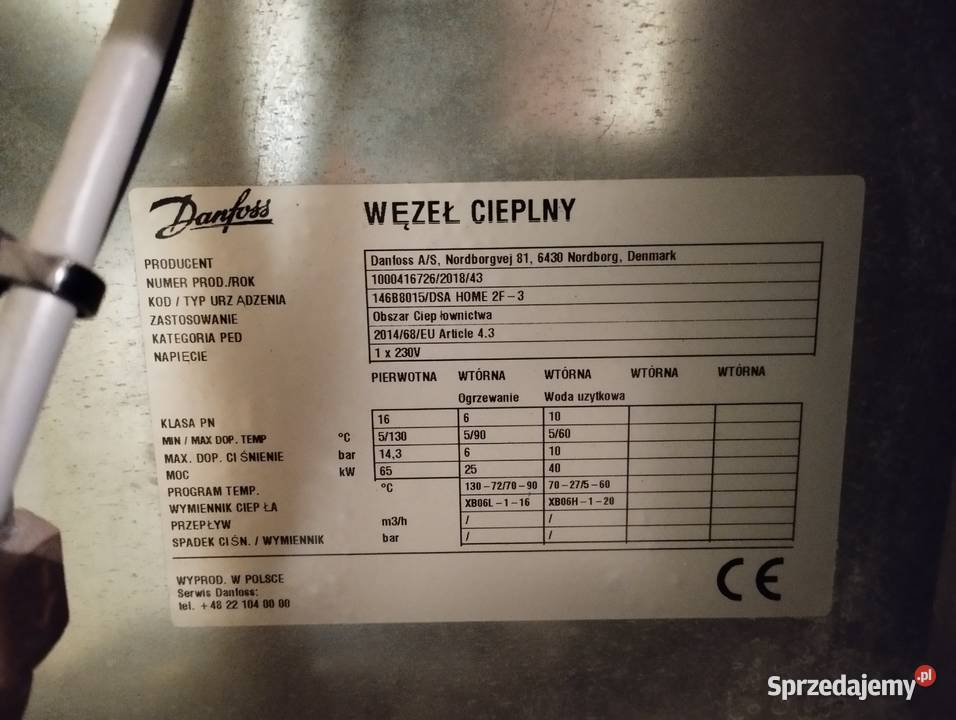 Danfoss WĘZEŁ CIEPLNY
PRODUCENT Danfoss A/S, Nordborgvej 81, 6430 Nordborg, Denmark
NUMER PROD./ROK 1000416726/2018/43
KOD / TYP URZ ĄDZENIA 146B8015/DSA HOME 2F-3
ZASTOSOWANIE Obszar Ciep łownictwa
KATEGORIA PED 2014/68/EU Article 4.3
NAPIĘCIE 1 x 230V
PIERWOTNA WTÓRNA WTÓRNA WTÓRNA WTÓRNA
Ogrzewanie Woda uzytkowa
KLASA PN 16 6 10
MIN / MAX DOP. TEMP °C 5/130 5/90 5/60
MAX. DOP. CI ŚNIENIE bar 14,3 6 10
MOC kW 65 25 40
PROGRAM TEMP. °C 130-72/70-90 70-27/5-60
WYMIENNIK CIEP ŁA XB06L-1-16 XB06H-1-20
PRZEPŁYW m3/h / /
SPADEK CIŚN. / WYMIENNIK bar / /
WYPROD. W POLSCE
Serwis Danfoss:
tel. +48 22 104 00 00
CE
Sprzedajemy.pl